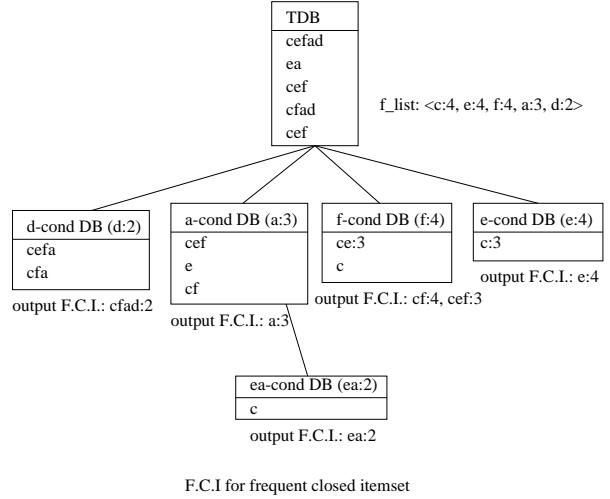 TDB
cefad
ea
cef
cfad
cef
f_list: <c:4, e:4, f:4, a:3, d:2>
d-cond DB (d:2)
cefa
cfa
output F.C.I.: cfad:2
a-cond DB (a:3)
cef
e
cf
output F.C.I.: a:3
f-cond DB (f:4)
ce:3
c
output F.C.I.: cf:4, cef:3
e-cond DB (e:4)
c:3
output F.C.I.: e:4
ea-cond DB (ea:2)
c
output F.C.I.: ea:2
F.C.I for frequent closed itemset